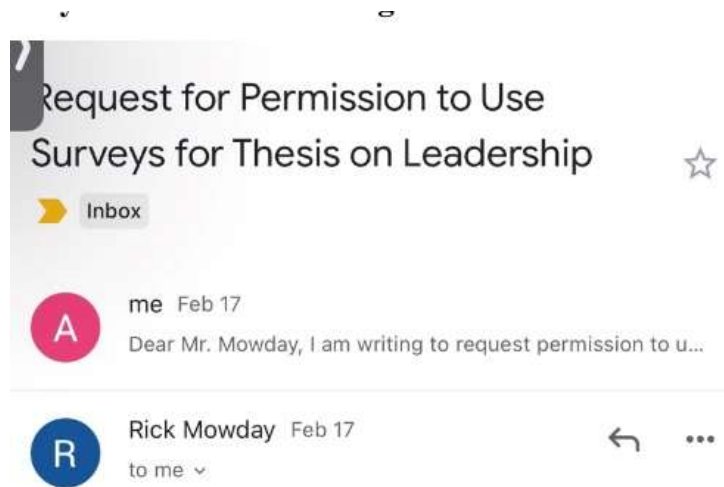 Request for Permission to Use
Surveys for Thesis on Leadership
Inbox
A
me Feb 17
Dear Mr. Mowday, I am writing to request permission to u...
R
Rick Mowday Feb 17
to me